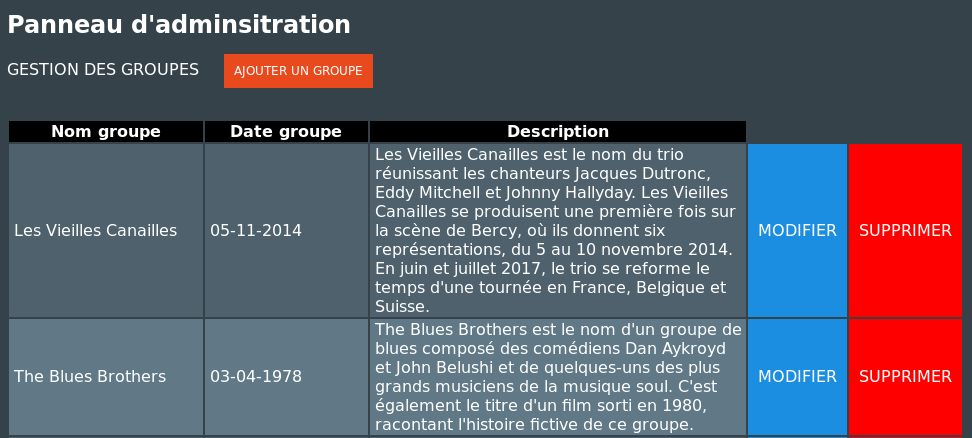 Panneau d'adminsitration
GESTION DES GROUPES AJOUTER UN GROUPE
Nom groupe Date groupe Description
Les Vieilles Canailles est le nom du trio
réunissant les chanteurs Jacques Dutronc,
Eddy Mitchell et Johnny Hallyday. Les Vieilles
Canailles se produisent une première fois sur
Les Vieilles Canailles 05-11-2014 la scène de Bercy, où ils donnent six MODIFIER SUPPRIMER
représentations, du 5 au 10 novembre 2014.
En juin et juillet 2017, le trio se reforme le
temps d'une tournée en France, Belgique et
Suisse.
The Blues Brothers est le nom d'un groupe de
blues composé des comédiens Dan Aykroyd
et John Belushi et de quelques-uns des plus
The Blues Brothers 03-04-1978 grands musiciens de la musique soul. C'est MODIFIER SUPPRIMER
également le titre d'un film sorti en 1980,
racontant l'histoire fictive de ce groupe.